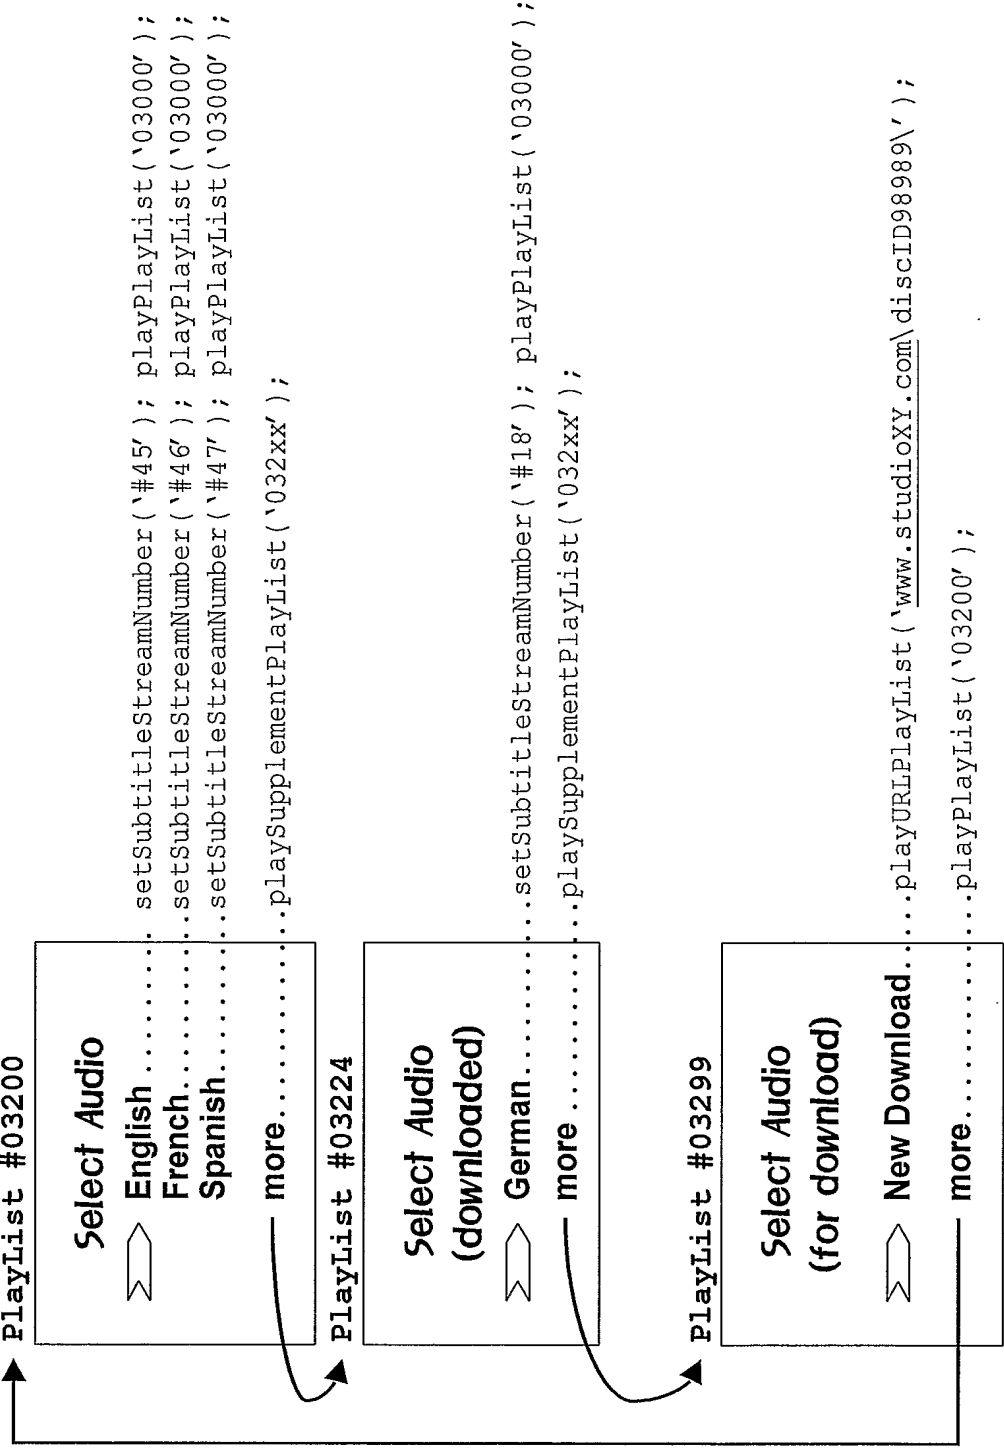 PlayList #03200
Select Audio
English.......... setSubtitleStreamNumber(‵#45′); playPlayList(‵03000′);
French..........setSubtitleStreamNumber(‵#46′); playPlayList(‵03000′);
Spanish..........setSubtitleStreamNumber(‵#47′); playPlayList(‵03000′);
more..............playSupplementPlayList(‵032xx′);
PlayList #03224
Select Audio
(downloaded)
German..........setSubtitleStreamNumber(‵#18′); playPlayList(‵03000′);
more..............playSupplementPlayList(‵032xx′);
PlayList #03299
Select Audio
(for download)
New Download.....playURLPlayList(‵www.studioXY.com\discID98989\′);
more..............playPlayList(‵03200′);